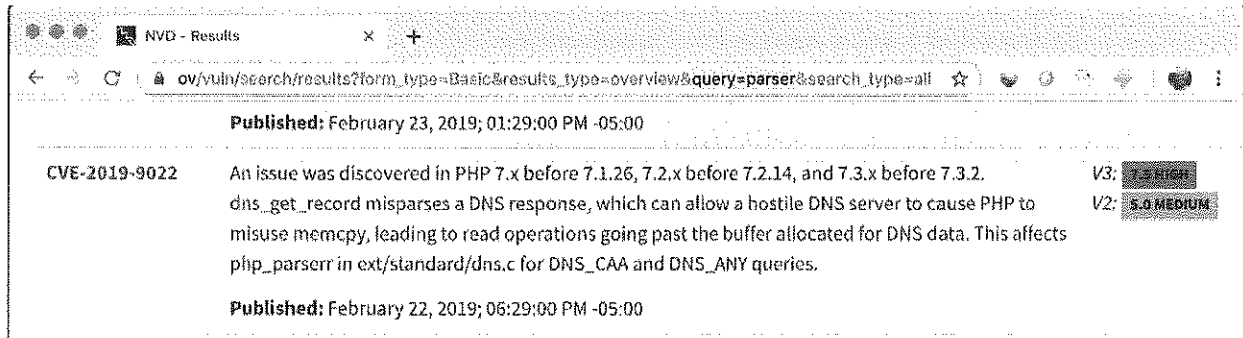 NVD - Results × +
ov/vuln/search/results?form_type=Basic&results_type=overview&query=parser&search_type=all
Published: February 23, 2019; 01:29:00 PM -05:00
CVE-2019-9022 An issue was discovered in PHP 7.x before 7.1.26, 7.2.x before 7.2.14, and 7.3.x before 7.3.2. V3: 7.5 HIGH
dns_get_record misparses a DNS response, which can allow a hostile DNS server to cause PHP to V2: 5.0 MEDIUM
misuse memcpy, leading to read operations going past the buffer allocated for DNS data. This affects
php_parserr in ext/standard/dns.c for DNS_CAA and DNS_ANY queries.
Published: February 22, 2019; 06:29:00 PM -05:00